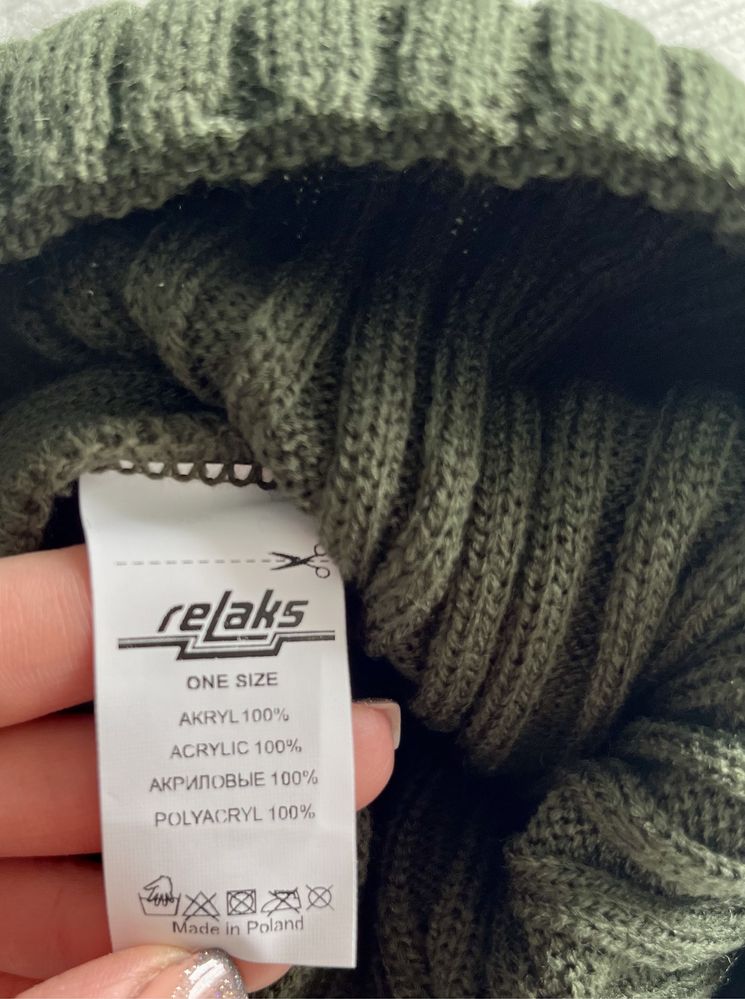 reLaks
ONE SIZE
AKRYL 100%
ACRYLIC 100%
АКРИЛОВЫЕ 100%
POLYACRYL 100%
Made in Poland